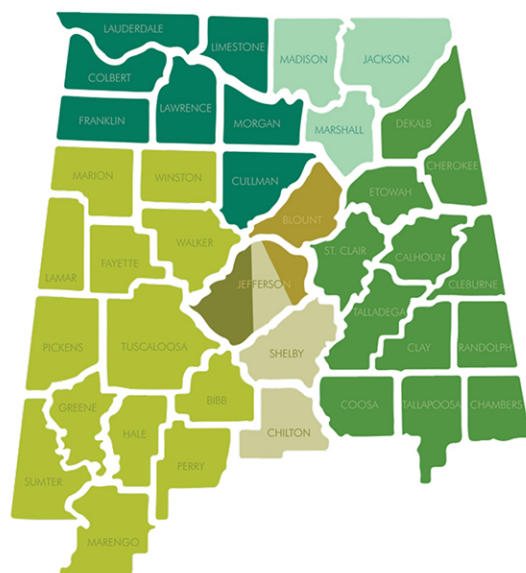 LAUDERDALE
LIMESTONE
MADISON
JACKSON
COLBERT
LAWRENCE
FRANKLIN
MORGAN
MARSHALL
DEKALB
CHEROKEE
MARION
WINSTON
CULLMAN
ETOWAH
BLOUNT
WALKER
ST. CLAIR
CALHOUN
LAMAR
FAYETTE
JEFFERSON
CLEBURNE
TALLADEGA
PICKENS
TUSCALOOSA
SHELBY
CLAY
RANDOLPH
GREENE
BIBB
COOSA
TALLAPOOSA
CHAMBERS
HALE
CHILTON
PERRY
SUMTER
MARENGO